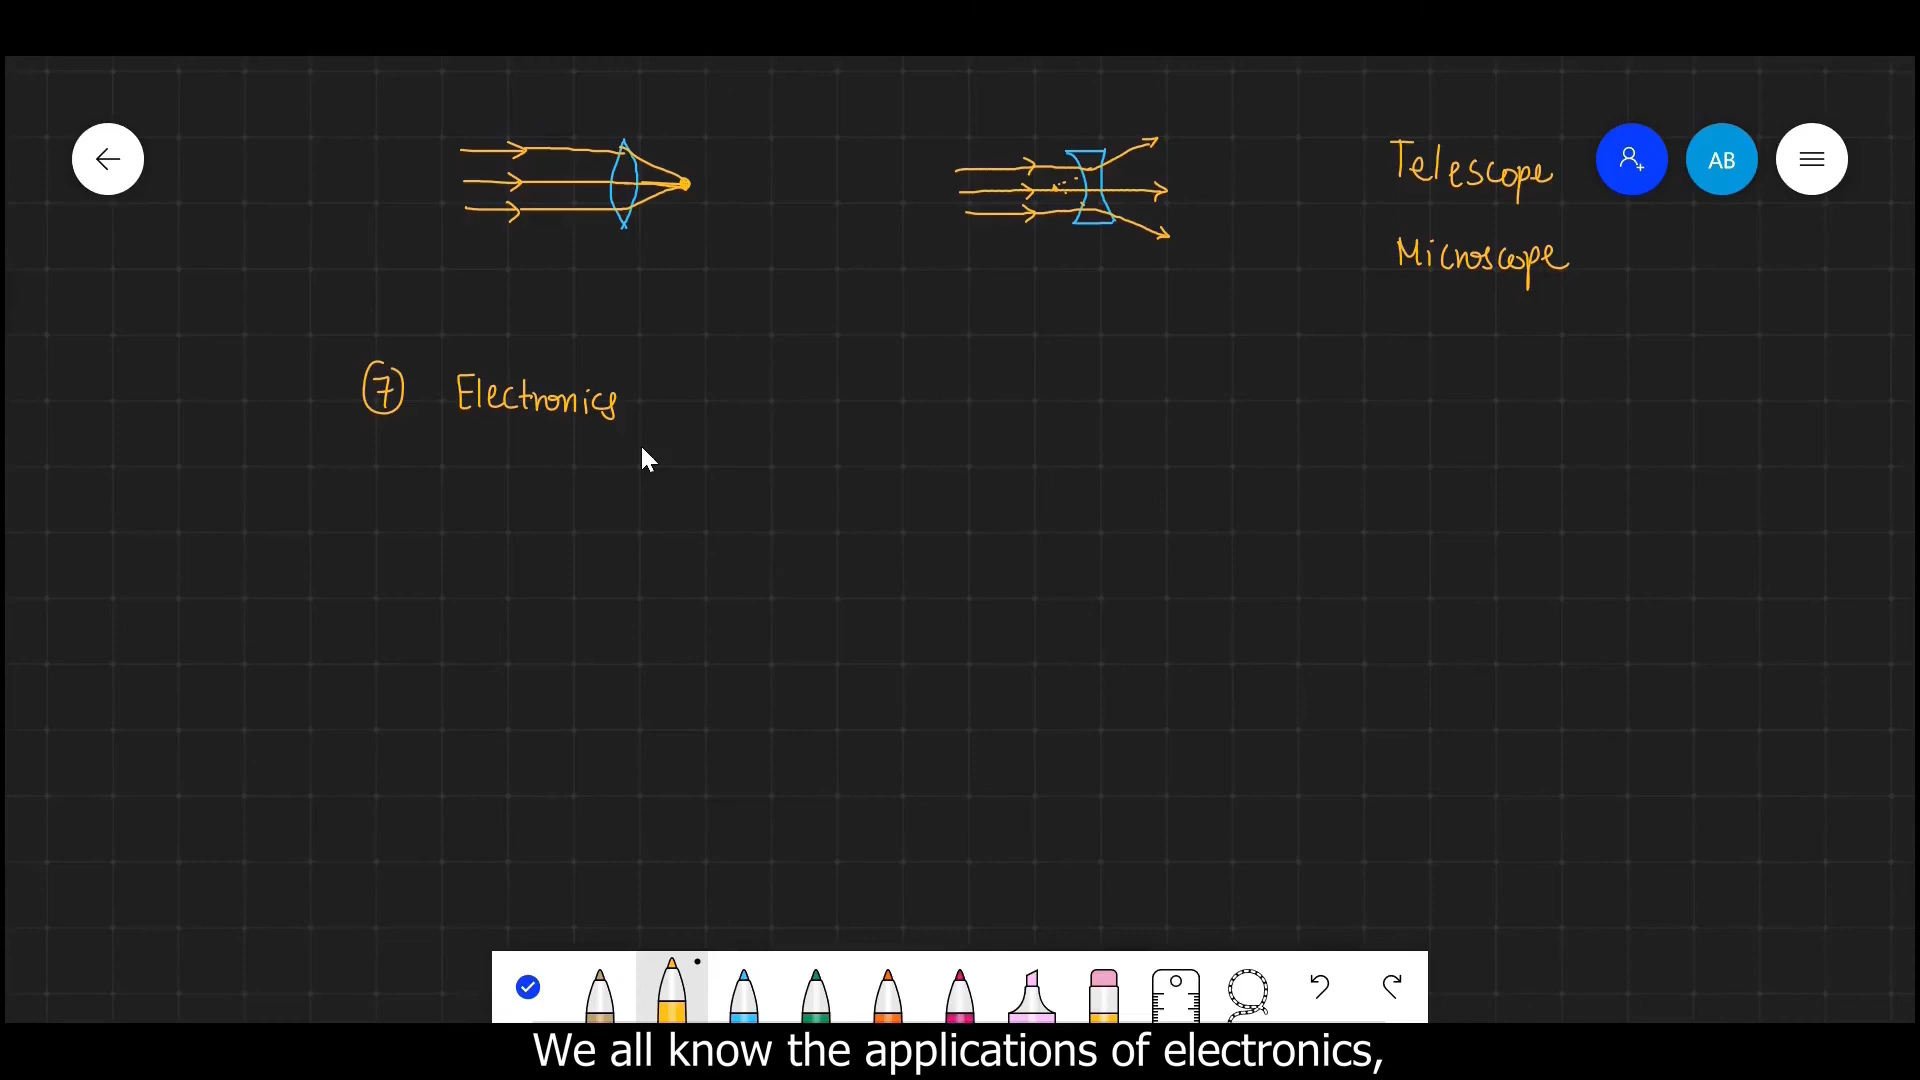 Telescope
AB
Microscope
7 Electronics
We all know the applications of electronics,